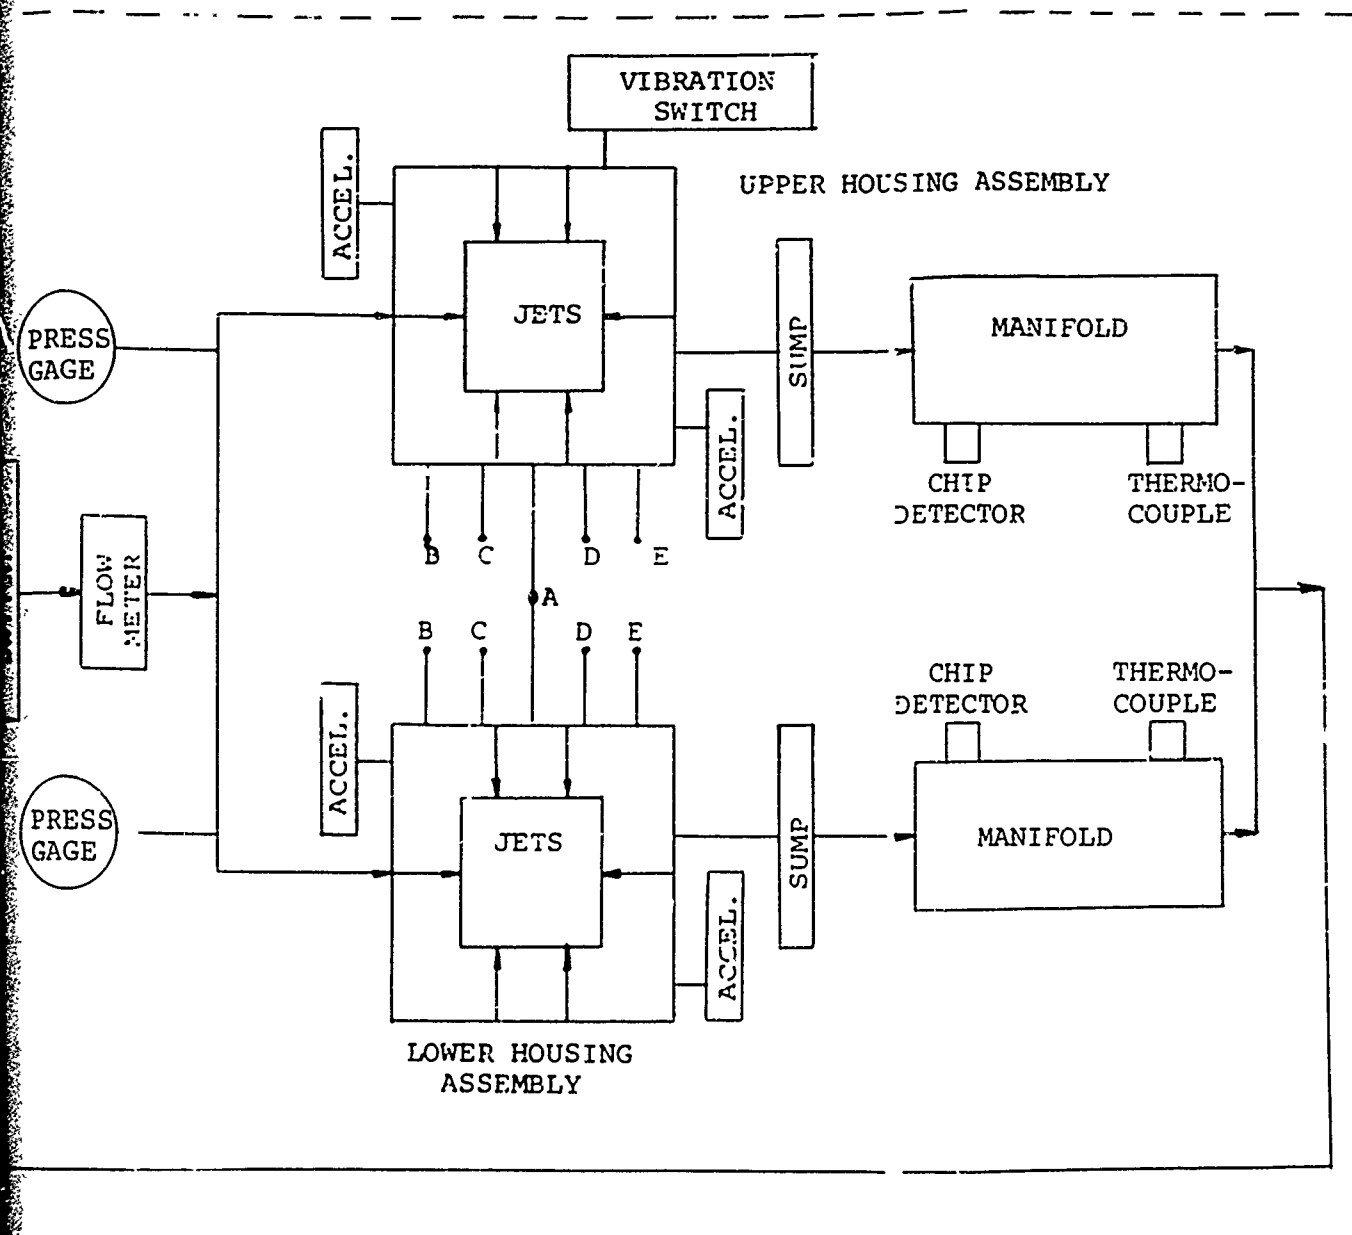 VIBRATION
SWITCH
UPPER HOUSING ASSEMBLY
ACCEL.
JETS
PRESS
GAGE
SUMP
MANIFOLD
ACCEL.
CHIP
DETECTOR
THERMO-
COUPLE
B
C
D
E
A
FLOW
METER
B
C
D
E
CHIP
DETECTOR
THERMO-
COUPLE
ACCEL.
PRESS
GAGE
JETS
SUMP
MANIFOLD
ACCEL.
LOWER HOUSING
ASSEMBLY